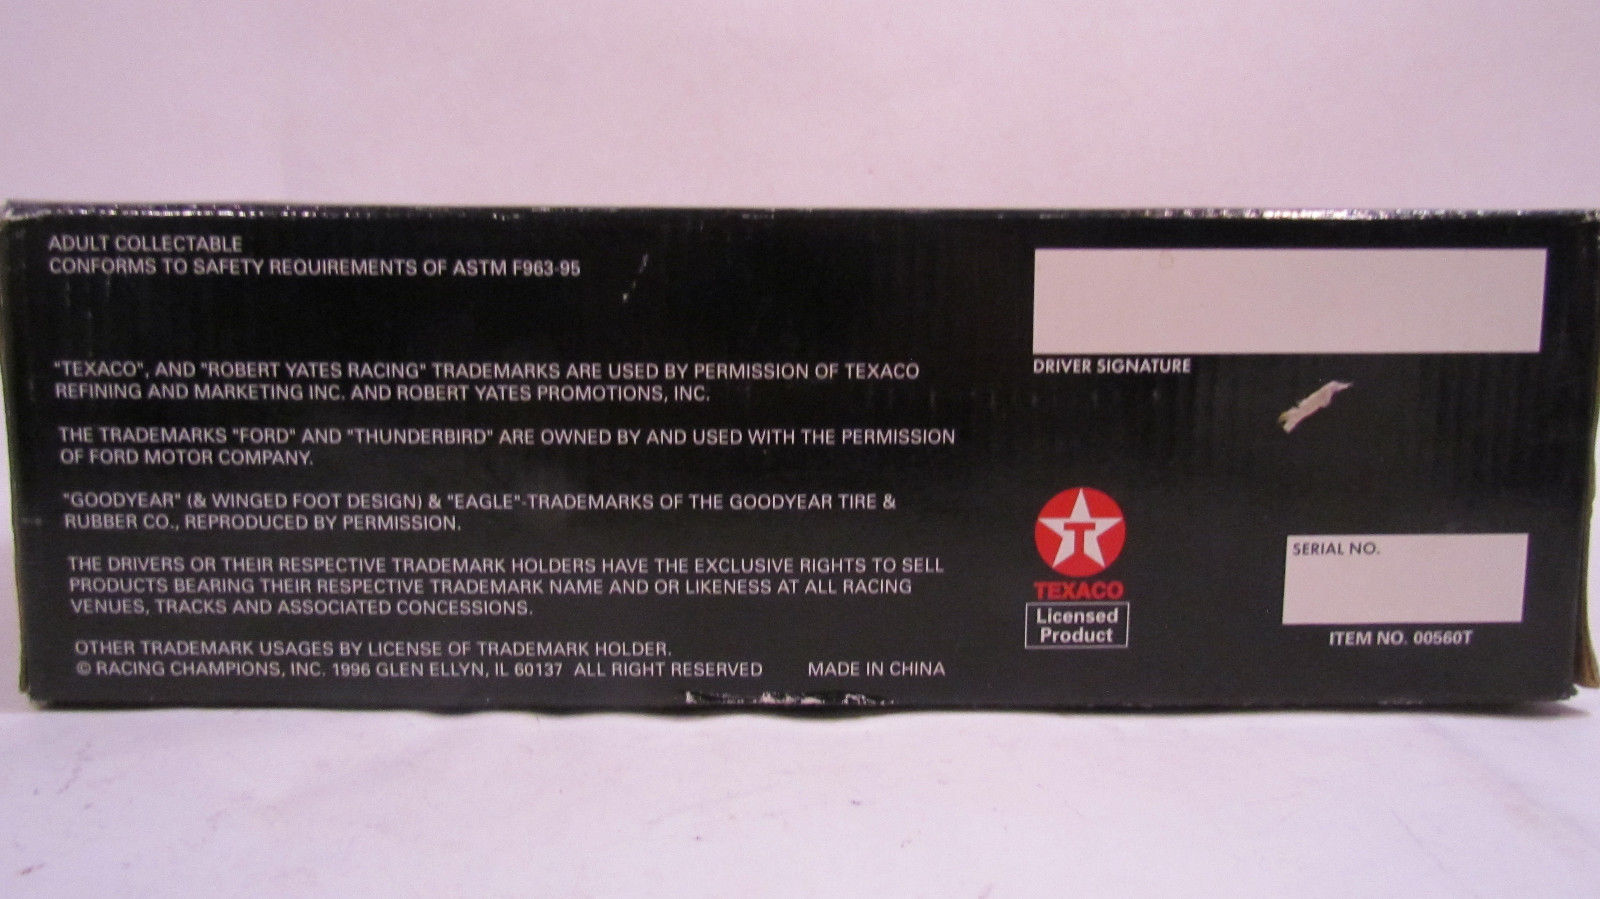 ADULT COLLECTABLE
CONFORMS TO SAFETY REQUIREMENTS OF ASTM F963-95
"TEXACO", AND "ROBERT YATES RACING" TRADEMARKS ARE USED BY PERMISSION OF TEXACO
REFINING AND MARKETING INC. AND ROBERT YATES PROMOTIONS, INC.
THE TRADEMARKS "FORD" AND "THUNDERBIRD" ARE OWNED BY AND USED WITH THE PERMISSION
OF FORD MOTOR COMPANY.
"GOODYEAR" (& WINGED FOOT DESIGN) & "EAGLE"-TRADEMARKS OF THE GOODYEAR TIRE &
RUBBER CO., REPRODUCED BY PERMISSION.
THE DRIVERS OR THEIR RESPECTIVE TRADEMARK HOLDERS HAVE THE EXCLUSIVE RIGHTS TO SELL
PRODUCTS BEARING THEIR RESPECTIVE TRADEMARK NAME AND OR LIKENESS AT ALL RACING
VENUES, TRACKS AND ASSOCIATED CONCESSIONS.
OTHER TRADEMARK USAGES BY LICENSE OF TRADEMARK HOLDER.
© RACING CHAMPIONS, INC. 1996 GLEN ELLYN, IL 60137 ALL RIGHT RESERVED MADE IN CHINA
DRIVER SIGNATURE
T
TEXACO
Licensed
Product
SERIAL NO.
ITEM NO. 00560T